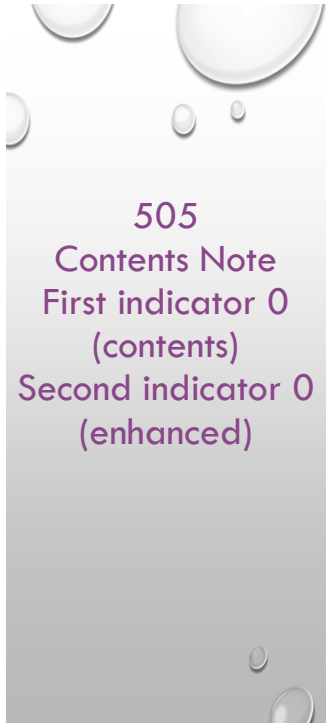 505
Contents Note
First indicator 0
(contents)
Second indicator 0
(enhanced)